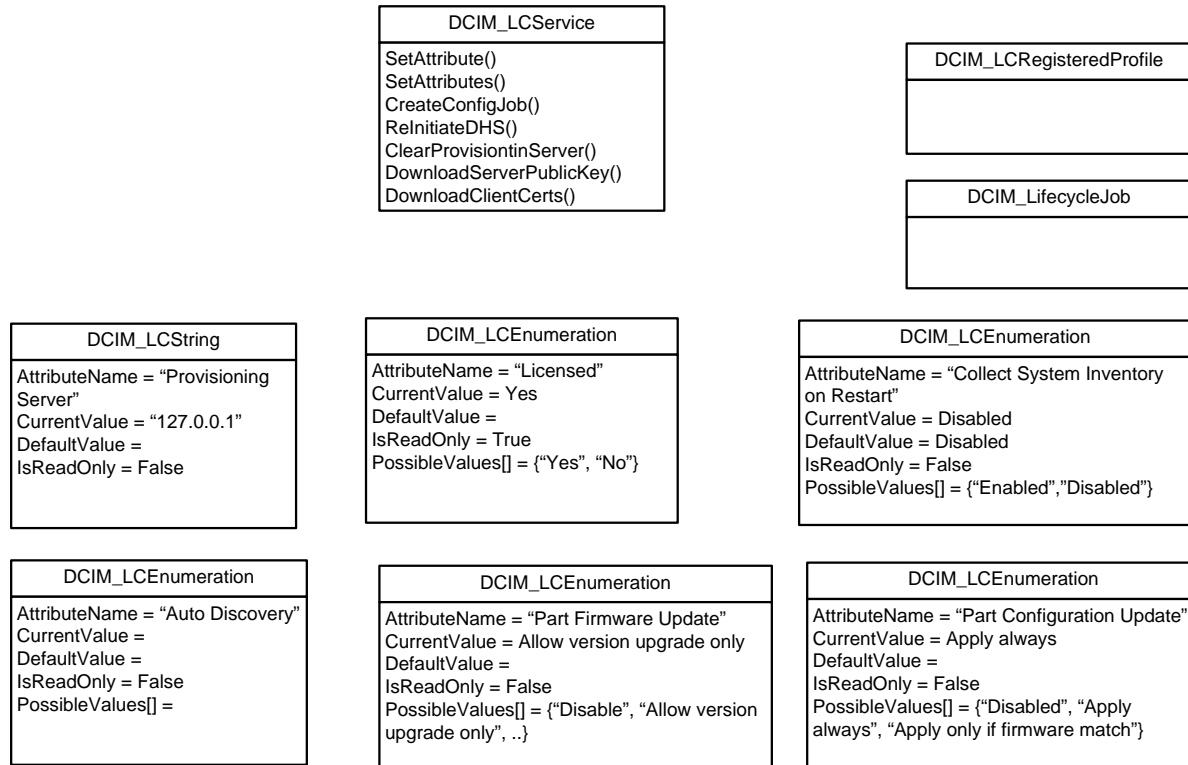 DCIM_LCService
SetAttribute()
SetAttributes()
CreateConfigJob()
ReInitiateDHS()
ClearProvisiontinServer()
DownloadServerPublicKey()
DownloadClientCerts()
DCIM_LCRegisteredProfile
DCIM_LifecycleJob
DCIM_LCString
AttributeName = “Provisioning
Server”
CurrentValue = “127.0.0.1”
DefaultValue =
IsReadOnly = False
DCIM_LCEnumeration
AttributeName = “Licensed”
CurrentValue = Yes
DefaultValue =
IsReadOnly = True
PossibleValues[] = {“Yes”, “No”}
DCIM_LCEnumeration
AttributeName = “Collect System Inventory
on Restart”
CurrentValue = Disabled
DefaultValue = Disabled
IsReadOnly = False
PossibleValues[] = {“Enabled”,”Disabled”}
DCIM_LCEnumeration
AttributeName = “Auto Discovery”
CurrentValue =
DefaultValue =
IsReadOnly = False
PossibleValues[] =
DCIM_LCEnumeration
AttributeName = “Part Firmware Update”
CurrentValue = Allow version upgrade only
DefaultValue =
IsReadOnly = False
PossibleValues[] = {“Disable”, “Allow version
upgrade only”, ..}
DCIM_LCEnumeration
AttributeName = “Part Configuration Update”
CurrentValue = Apply always
DefaultValue =
IsReadOnly = False
PossibleValues[] = {“Disabled”, “Apply
always”, “Apply only if firmware match”}